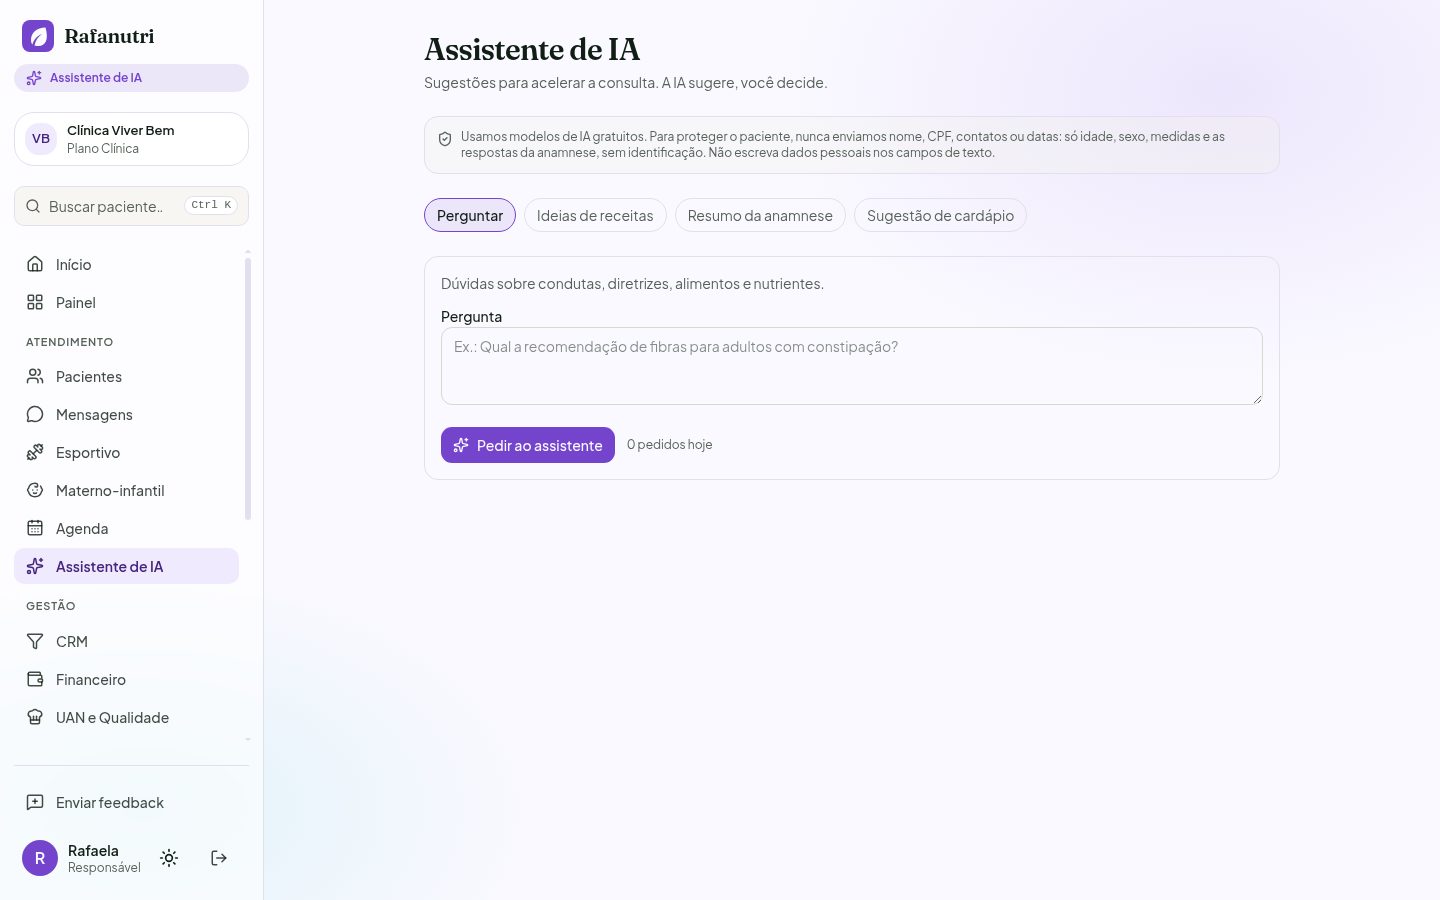 Rafanutri
Assistente de IA
VB
Clínica Viver Bem
Plano Clínica
Buscar paciente..
Ctrl K
Início
Painel
ATENDIMENTO
Pacientes
Mensagens
Esportivo
Materno-infantil
Agenda
Assistente de IA
GESTÃO
CRM
Financeiro
UAN e Qualidade
Enviar feedback
R
Rafaela
Responsável
Assistente de IA
Sugestões para acelerar a consulta. A IA sugere, você decide.
Usamos modelos de IA gratuitos. Para proteger o paciente, nunca enviamos nome, CPF, contatos ou datas: só idade, sexo, medidas e as
respostas da anamnese, sem identificação. Não escreva dados pessoais nos campos de texto.
Perguntar
Ideias de receitas
Resumo da anamnese
Sugestão de cardápio
Dúvidas sobre condutas, diretrizes, alimentos e nutrientes.
Pergunta
Ex.: Qual a recomendação de fibras para adultos com constipação?
Pedir ao assistente
0 pedidos hoje